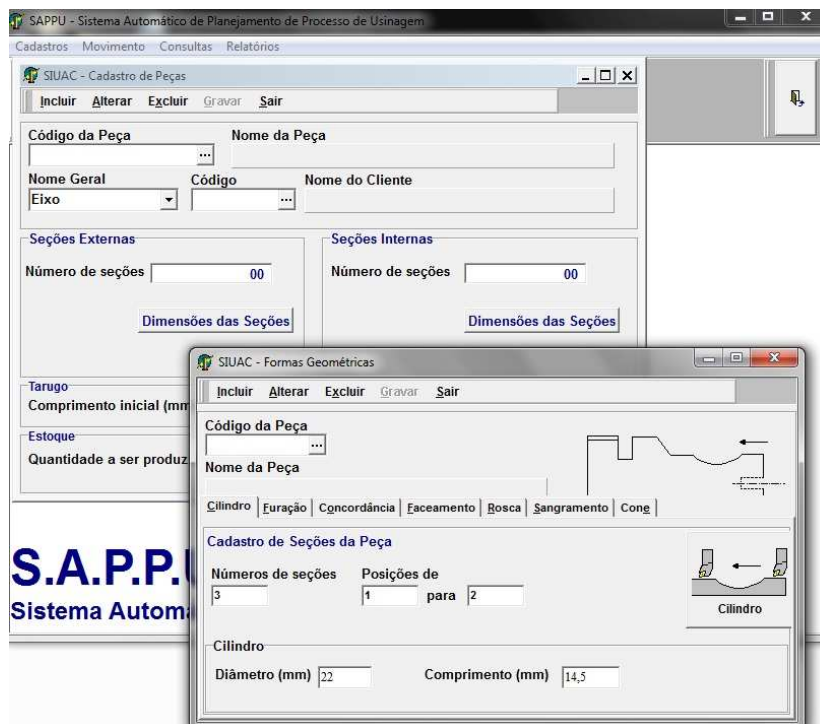 SAPPU - Sistema Automático de Planejamento de Processo de Usinagem
Cadastros Movimento Consultas Relatórios
SIUAC - Cadastro de Peças
Incluir Alterar Excluir Gravar Sair
Código da Peça Nome da Peça
...
Nome Geral Código Nome do Cliente
Eixo ...
Seções Externas Seções Internas
Número de seções 00 Número de seções 00
Dimensões das Seções Dimensões das Seções
SIUAC - Formas Geométricas
Incluir Alterar Excluir Gravar Sair
Tarugo
Comprimento inicial (mm
Estoque
Quantidade a ser produz
Código da Peça
...
Nome da Peça
Cilindro Furação Concordância Faceamento Rosca Sangramento Cone
Cadastro de Seções da Peça
Números de seções Posições de
3 1 para 2
Cilindro
Cilindro
Diâmetro (mm) 22 Comprimento (mm) 14,5
S.A.P.P.
Sistema Autom